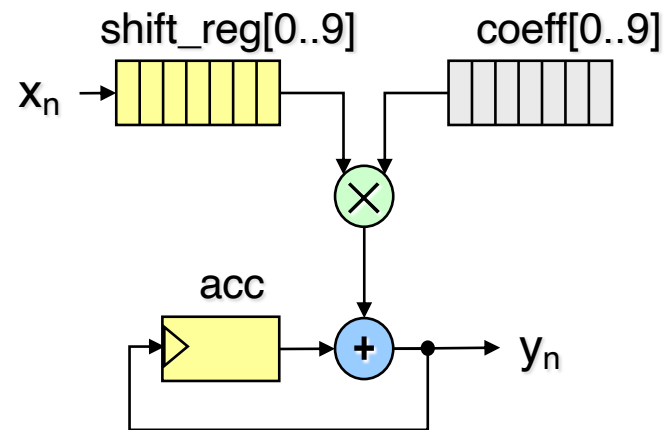 shift_reg[0..9]
coeff[0..9]
xn
×
acc
+
yn